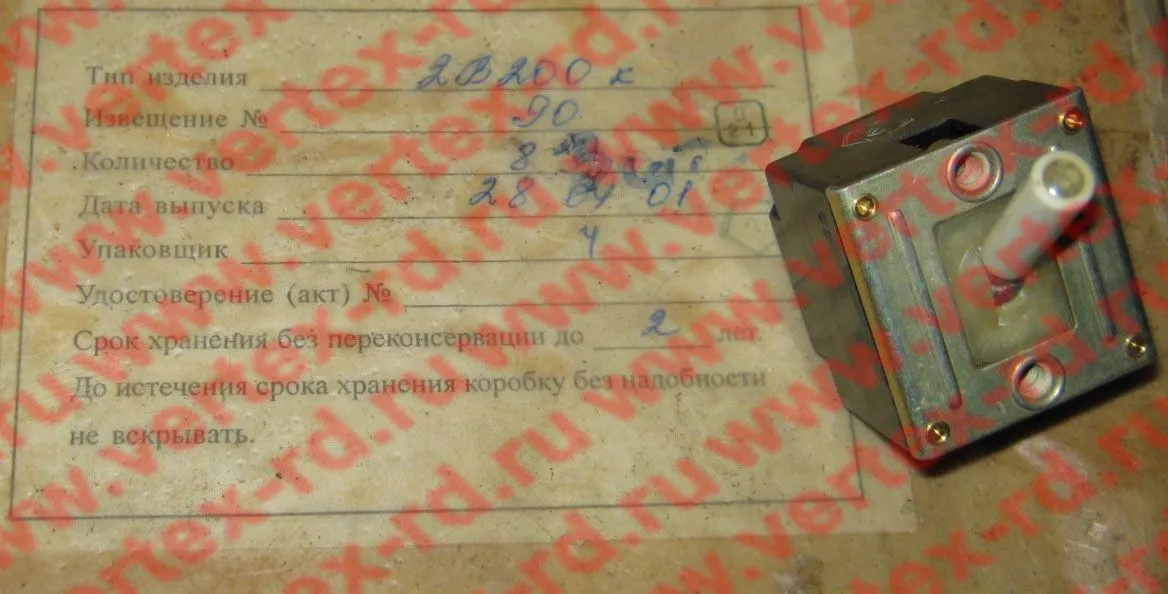 Тип изделия 2В200к
Извещение № 90
21
Количество 8
Дата выпуска 28 04 01
Упаковщик 4
Удостоверение (акт) №
Срок хранения без переконсервации до 2 лет.
До истечения срока хранения коробку без надобности
не вскрывать.
www.vertex-rd.ru